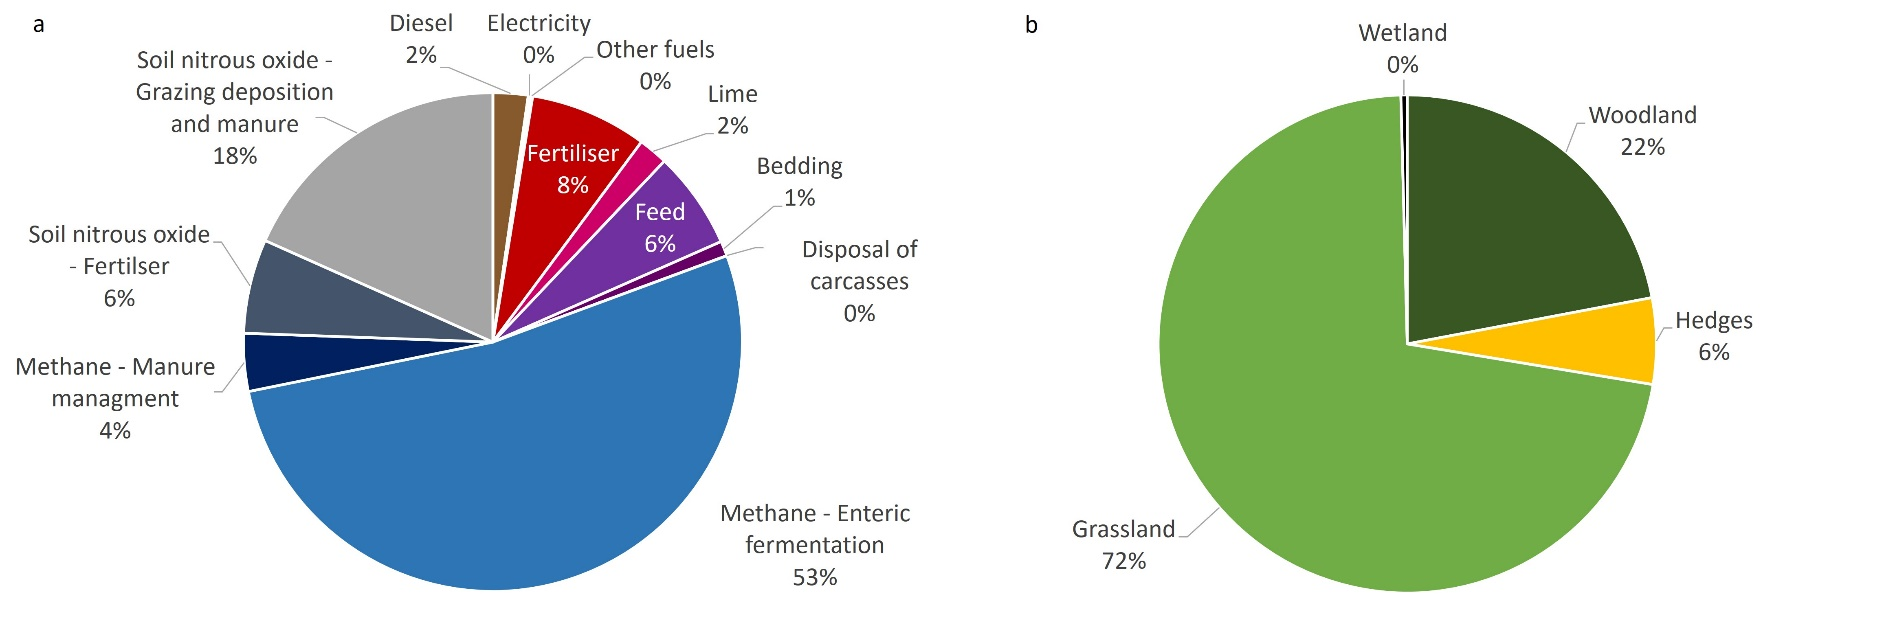 a
Diesel
2%
Electricity
0%
Other fuels
0%
Lime
2%
Fertiliser
8%
Bedding
1%
Feed
6%
Disposal of
carcasses
0%
Methane - Enteric
fermentation
53%
Methane - Manure
managment
4%
Soil nitrous oxide
- Fertilser
6%
Soil nitrous oxide -
Grazing deposition
and manure
18%
b
Wetland
0%
Woodland
22%
Hedges
6%
Grassland
72%